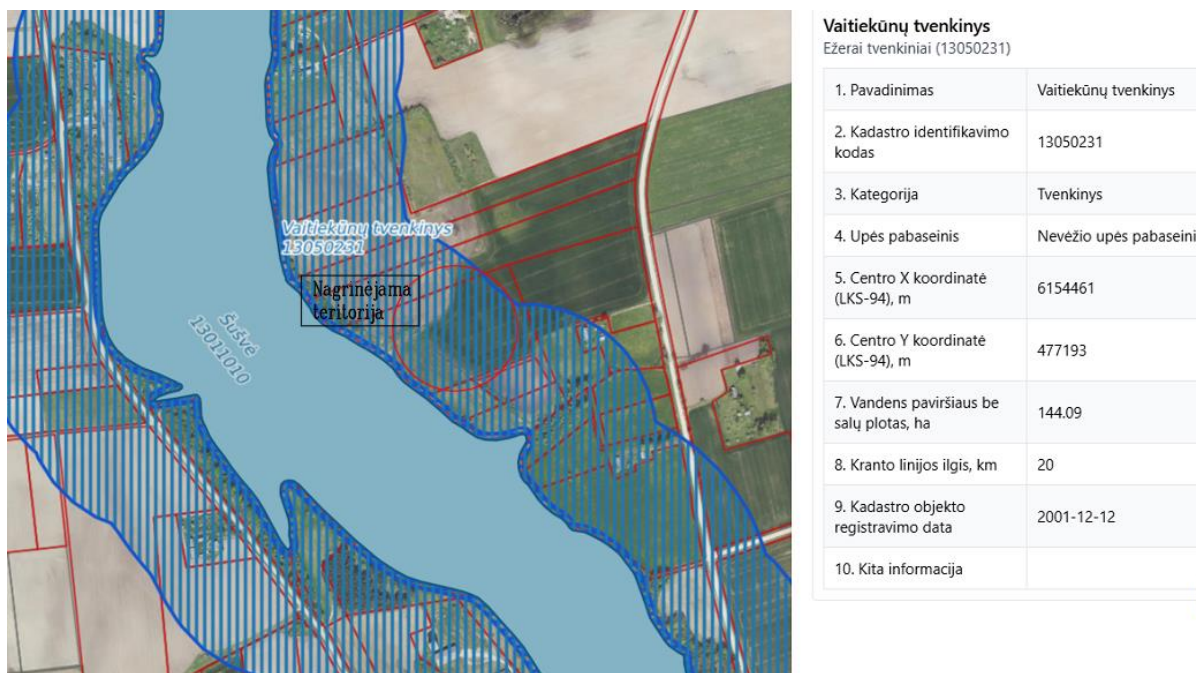 Vaitiekūnų tvenkinys
13050231
Nagrinėjama
teritorija
Šušvė
13011010
Vaitiekūnų tvenkinys
Ežerai tvenkiniai (13050231)
1. Pavadinimas
Vaitiekūnų tvenkinys
2. Kadastro identifikavimo
kodas
13050231
3. Kategorija
Tvenkinys
4. Upės pabaseinis
Nevėžio upės pabaseini
5. Centro X koordinatė
(LKS-94), m
6154461
6. Centro Y koordinatė
(LKS-94), m
477193
7. Vandens paviršiaus be
salų plotas, ha
144.09
8. Kranto linijos ilgis, km
20
9. Kadastro objekto
registravimo data
2001-12-12
10. Kita informacija